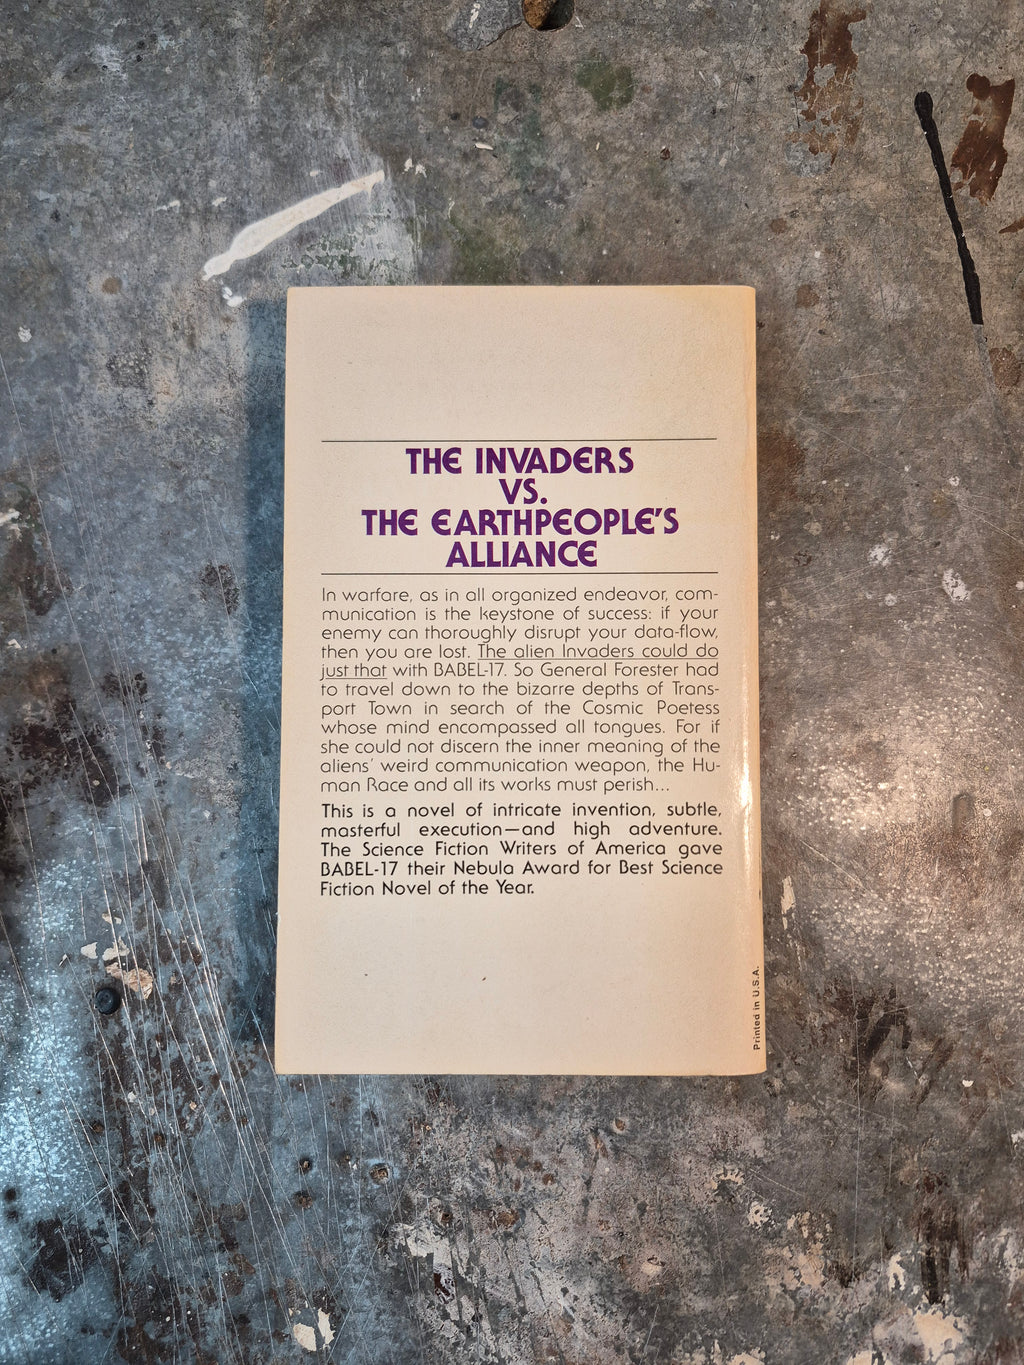 THE INVADERS
VS.
THE EARTHPEOPLE'S
ALLIANCE
In warfare, as in all organized endeavor, com-
munication is the keystone of success: if your
enemy can thoroughly disrupt your data-flow,
then you are lost. The alien Invaders could do
just that with BABEL-17. So General Forester had
to travel down to the bizarre depths of Trans-
port Town in search of the Cosmic Poetess
whose mind encompassed all tongues. For if
she could not discern the inner meaning of the
aliens' weird communication weapon, the Hu-
man Race and all its works must perish...
This is a novel of intricate invention, subtle,
masterful execution—and high adventure.
The Science Fiction Writers of America gave
BABEL-17 their Nebula Award for Best Science
Fiction Novel of the Year.
Printed in U.S.A.